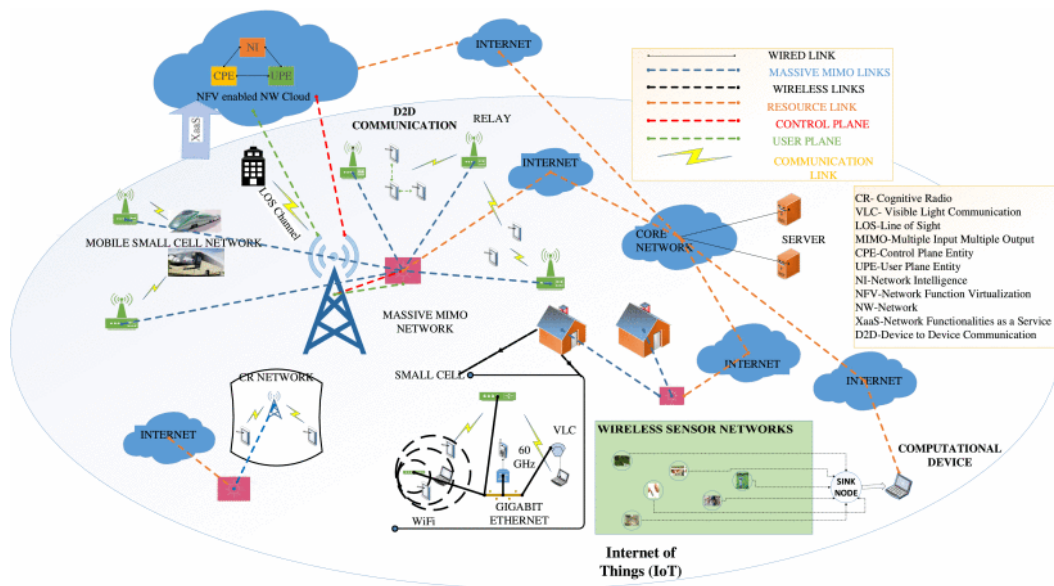 NI
CPE
UPE
NFV enabled NW Cloud
XaaS
INTERNET
WIRED LINK
MASSIVE MIMO LINKS
WIRELESS LINKS
RESOURCE LINK
CONTROL PLANE
USER PLANE
COMMUNICATION
LINK
D2D
COMMUNICATION
RELAY
INTERNET
LOS Channel
MOBILE SMALL CELL NETWORK
CORE
NETWORK
SERVER
CR- Cognitive Radio
VLC- Visible Light Communication
LOS-Line of Sight
MIMO-Multiple Input Multiple Output
CPE-Control Plane Entity
UPE-User Plane Entity
NI-Network Intelligence
NFV-Network Function Virtualization
NW-Network
XaaS-Network Functionalities as a Service
D2D-Device to Device Communication
MASSIVE MIMO
NETWORK
SMALL CELL
INTERNET
INTERNET
CR NETWORK
INTERNET
VLC
60
GHz
WiFi
GIGABIT
ETHERNET
WIRELESS SENSOR NETWORKS
SINK
NODE
COMPUTATIONAL
DEVICE
Internet of
Things (IoT)